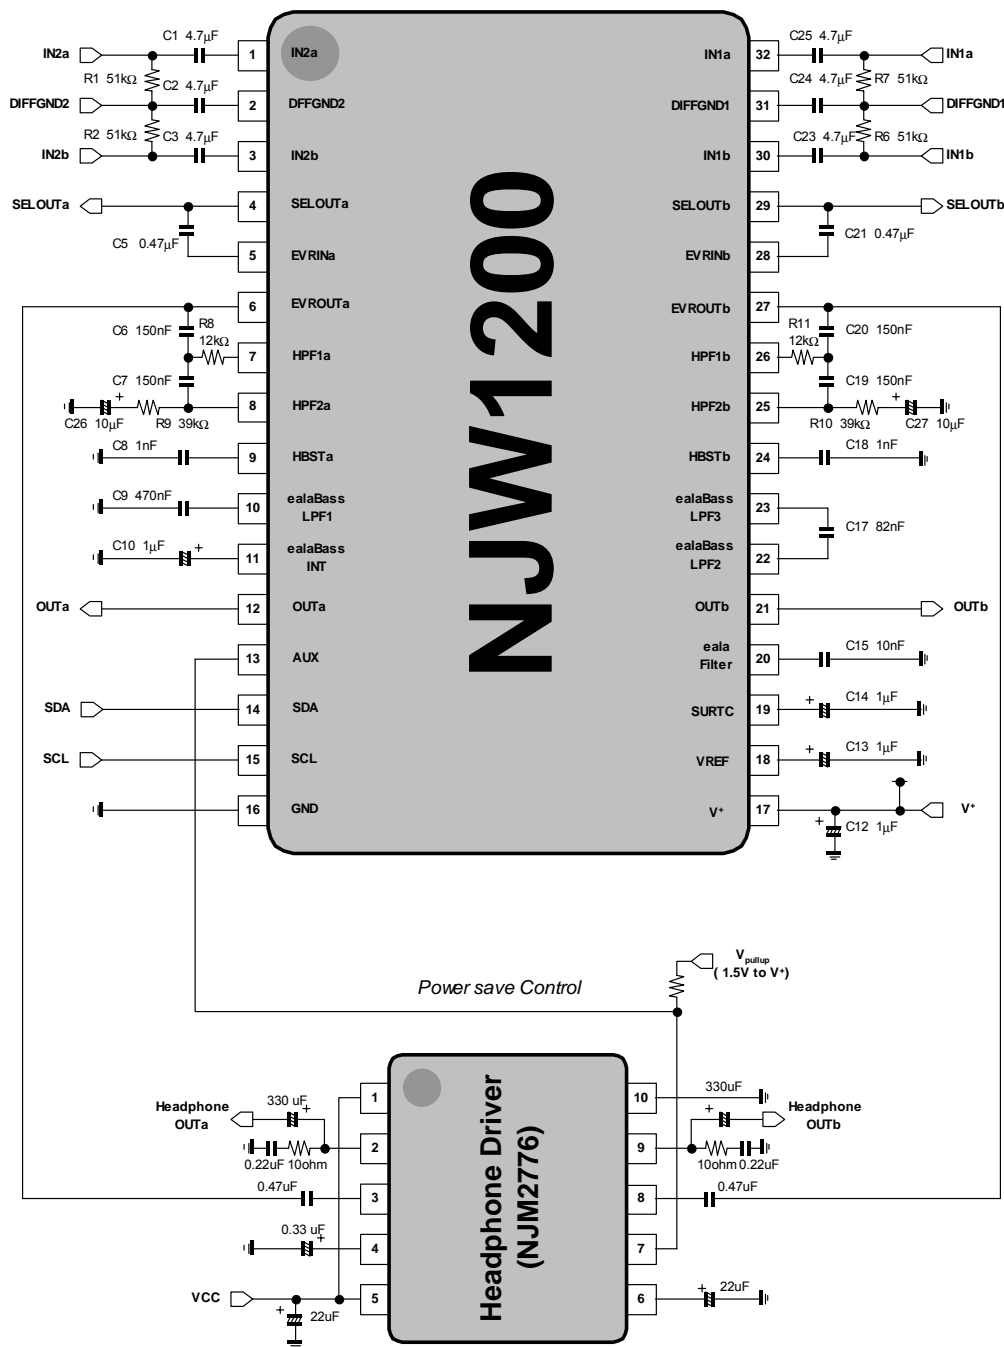 IN2a C1 4.7µF 1 IN2a IN1a 32 C25 4.7µF IN1a
R1 51kΩ C2 4.7µF C24 4.7µF R7 51kΩ
DIFFGND2 2 DFFGND2 DIFFGND1 31 DIFFGND1
R2 51kΩ C3 4.7µF C23 4.7µF R6 51kΩ
IN2b 3 IN2b IN1b 30 IN1b
SELOUTa 4 SELOUTa SELOUTb 29 SELOUTb
C5 0.47µF C21 0.47µF
5 EVRINa EVRINb 28
6 EVROUTa EVROUTb 27
C6 150nF R8 12kΩ R11 12kΩ C20 150nF
7 HPF1a HPF1b 26
C7 150nF C19 150nF
8 HPF2a HPF2b 25
C26 10µF R9 39kΩ R10 39kΩ C27 10µF
C8 1nF 9 HBSTa HBSTb 24 C18 1nF
C9 470nF 10 ealaBass LPF1 ealaBass LPF3 23
C17 82nF
C10 1µF 11 ealaBass INT ealaBass LPF2 22
OUTa 12 OUTa OUTb 21 OUTb
13 AUX eala Filter 20 C15 10nF
SDA 14 SDA SURTC 19 C14 1µF
SCL 15 SCL VREF 18 C13 1µF
16 GND V+ 17 V+
C12 1µF
NJW1200
Vpullup
( 1.5V to V+)
Power save Control
Headphone OUTa 330 uF 1 10 330uF Headphone OUTb
2 9
0.22uF 10ohm 10ohm 0.22uF
0.47uF 3 8 0.47uF
0.33 uF 4 7
VCC 5 6 22uF
22uF
Headphone Driver
(NJM2776)